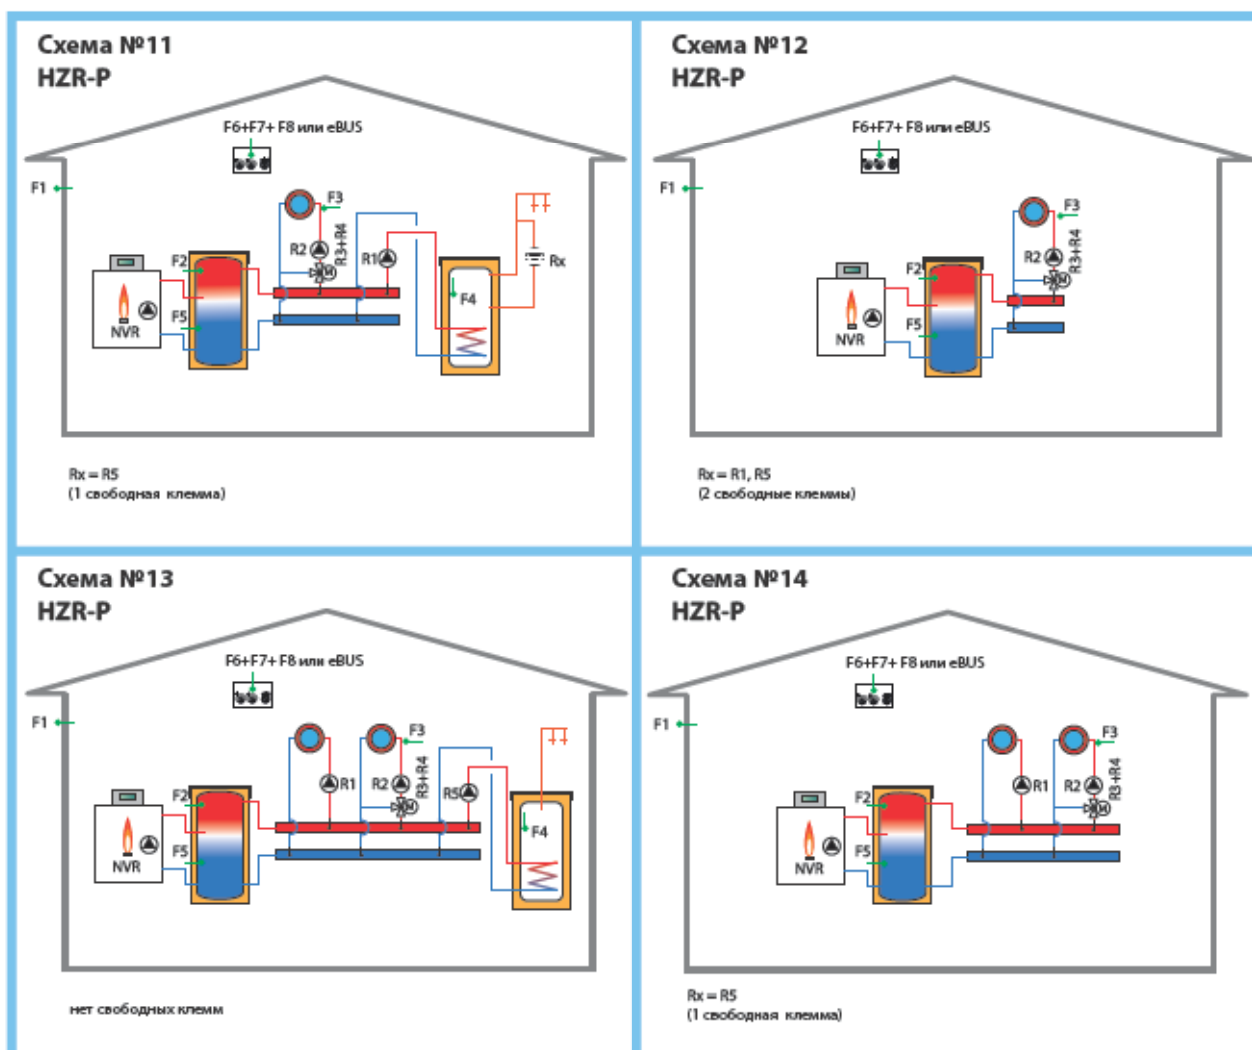 Схема №11
HZR-P
F6+F7+ F8 или eBUS
F1
F3
R2
R3+R4
R1
Rx
F2
F4
F5
NVR
Rx = R5
(1 свободная клемма)
Схема №12
HZR-P
F6+F7+ F8 или eBUS
F1
F3
R2
R3+R4
F2
F5
NVR
Rx = R1, R5
(2 свободные клеммы)
Схема №13
HZR-P
F6+F7+ F8 или eBUS
F1
F3
R1
R2
R3+R4
R5
F2
F4
F5
NVR
нет свободных клемм
Схема №14
HZR-P
F6+F7+ F8 или eBUS
F1
F3
R1
R2
R3+R4
F2
F5
NVR
Rx = R5
(1 свободная клемма)